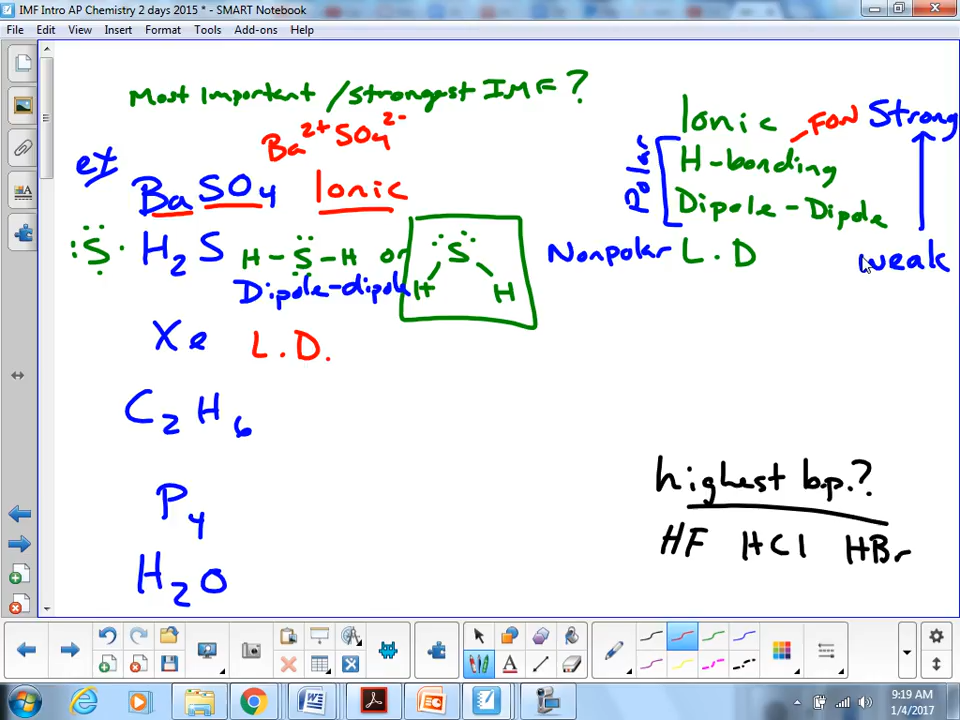 IMF Intro AP Chemistry 2 days 2015 * - SMART Notebook
File Edit View Insert Format Tools Add-ons Help
Most Important /strongest IMF?
Ba²⁺ SO₄²⁻
ex
BaSO₄ Ionic
:S̈· H₂S H-S̈-H or S̈ H H
Dipole-dipole
Xe L.D.
C₂H₆
P₄
H₂O
Ionic FON Strong
Polar H-bonding
Dipole-Dipole
Nonpolar L.D weak
highest b.p.?
HF HCl HBr
A
9:19 AM
1/4/2017